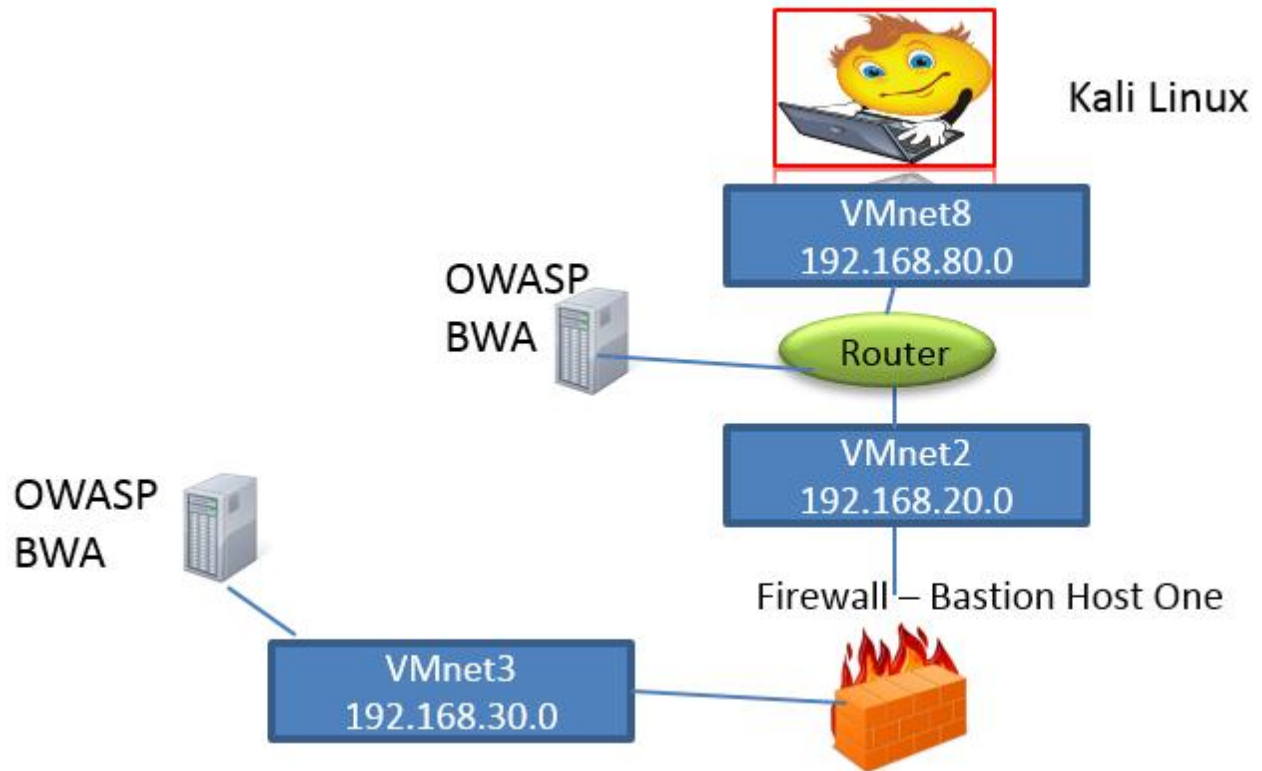 Kali Linux
VMnet8
192.168.80.0
OWASP
BWA
Router
VMnet2
192.168.20.0
OWASP
BWA
Firewall – Bastion Host One
VMnet3
192.168.30.0